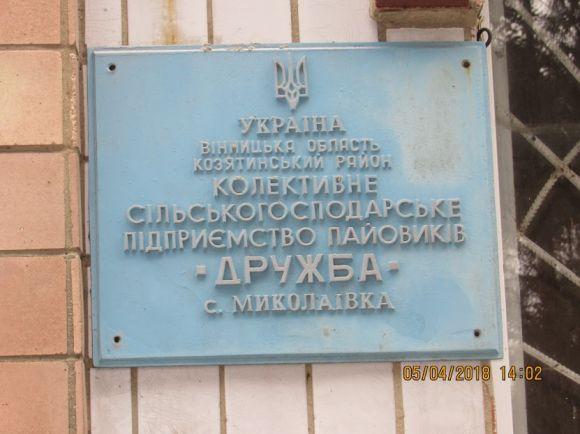 УКРАЇНА
ВІННИЦЬКА ОБЛАСТЬ
КОЗЯТИНСЬКИЙ РАЙОН
КОЛЕКТИВНЕ
СІЛЬСЬКОГОСПОДАРСЬКЕ
ПІДПРИЄМСТВО ПАЙОВИКІВ
·ДРУЖБА·
с. МИКОЛАЇВКА
05/04/2018 14:02